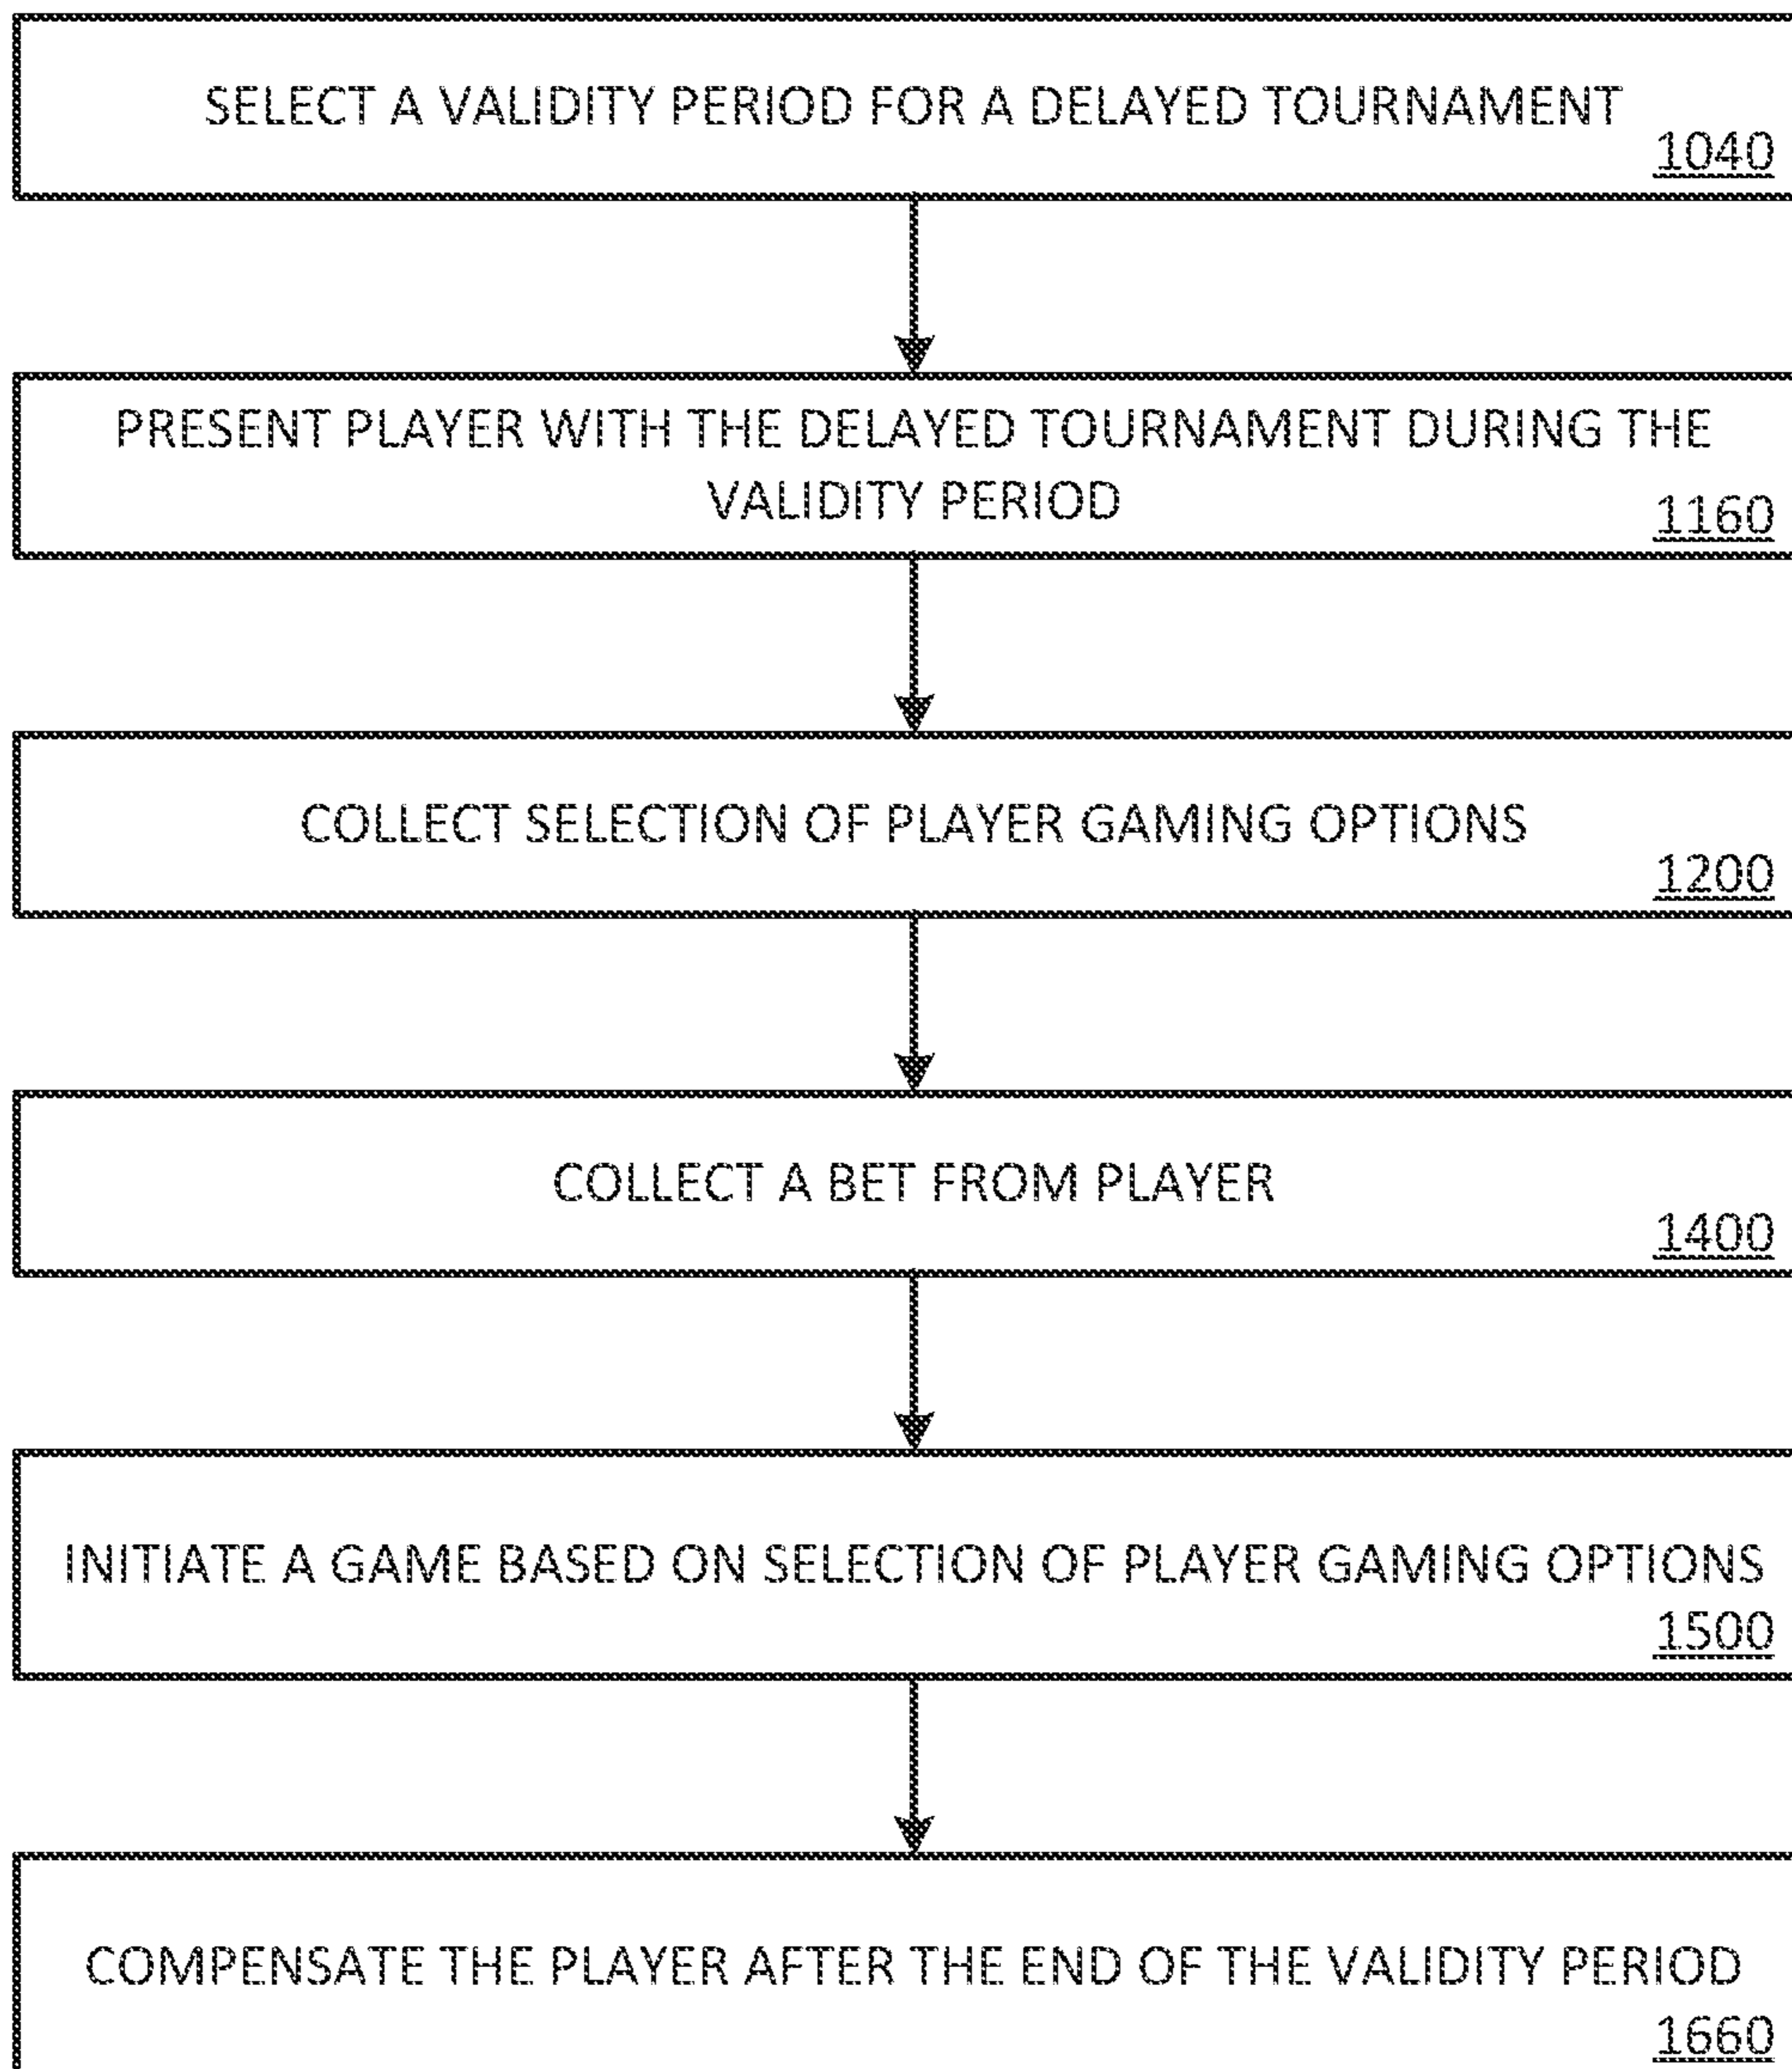 SELECT A VALIDITY PERIOD FOR A DELAYED TOURNAMENT
1040
PRESENT PLAYER WITH THE DELAYED TOURNAMENT DURING THE
VALIDITY PERIOD
1160
COLLECT SELECTION OF PLAYER GAMING OPTIONS
1200
COLLECT A BET FROM PLAYER
1400
INITIATE A GAME BASED ON SELECTION OF PLAYER GAMING OPTIONS
1500
COMPENSATE THE PLAYER AFTER THE END OF THE VALIDITY PERIOD
1660